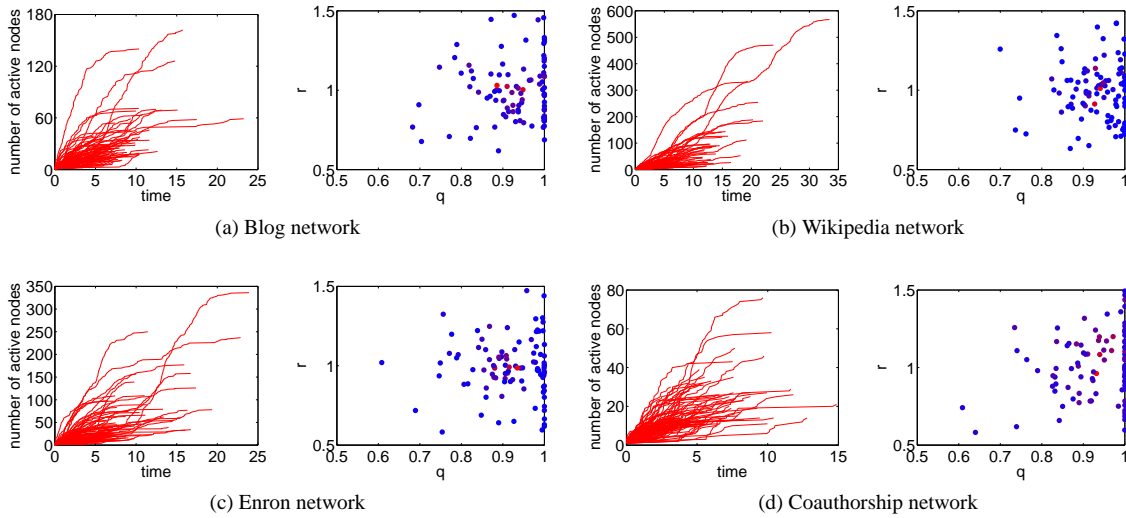 180
120
60
0
0 5 10 15 20 25
number of active nodes
time
1.5
1
0.5
0.5 0.6 0.7 0.8 0.9 1
r
q
(a) Blog network
600
500
400
300
200
100
0
0 5 10 15 20 25 30 35
number of active nodes
time
1.5
1
0.5
0.5 0.6 0.7 0.8 0.9 1
r
q
(b) Wikipedia network
350
300
250
200
150
100
50
0
0 5 10 15 20 25
number of active nodes
time
1.5
1
0.5
0.5 0.6 0.7 0.8 0.9 1
r
q
(c) Enron network
80
60
40
20
0
0 5 10 15
number of active nodes
time
1.5
1
0.5
0.5 0.6 0.7 0.8 0.9 1
r
q
(d) Coauthorship network